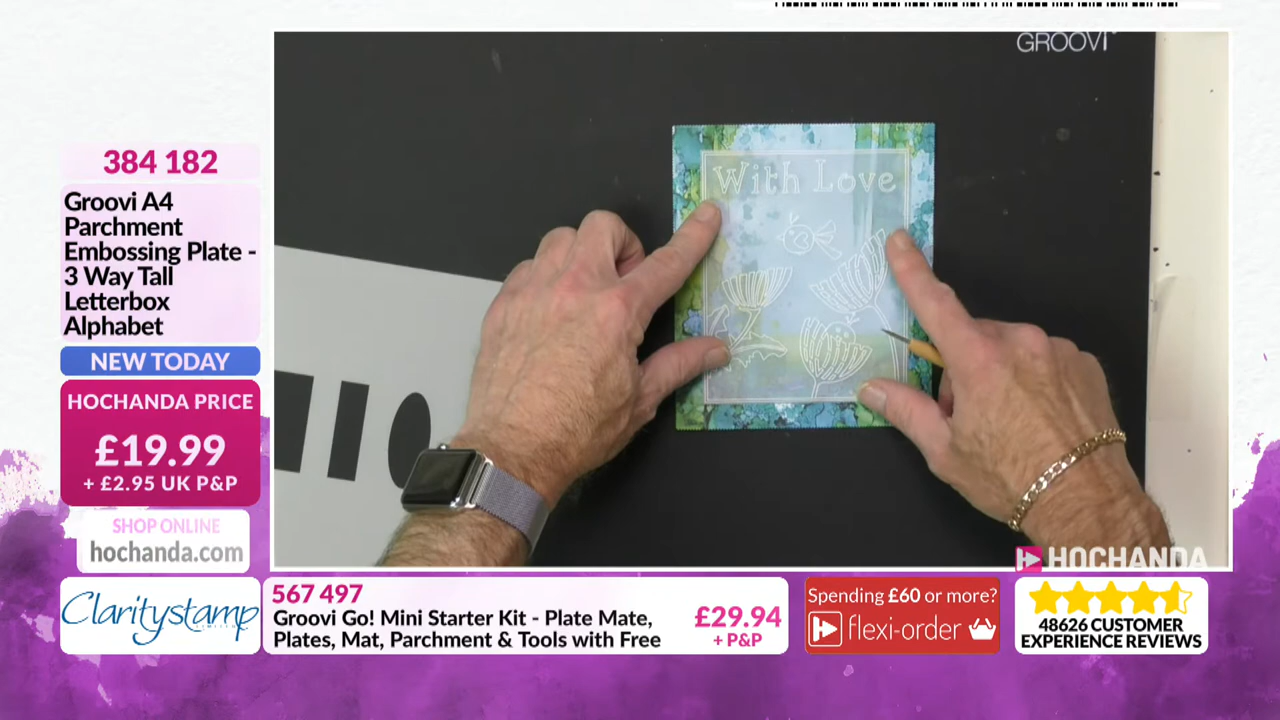 GROOVI
With Love
384 182
Groovi A4
Parchment
Embossing Plate -
3 Way Tall
Letterbox
Alphabet
NEW TODAY
HOCHANDA PRICE
£19.99
+ £2.95 UK P&P
SHOP ONLINE
hochanda.com
HOCHANDA
Claritystamp
LIMITED
567 497
Groovi Go! Mini Starter Kit - Plate Mate,
Plates, Mat, Parchment & Tools with Free
£29.94
+ P&P
Spending £60 or more?
flexi-order
48626 CUSTOMER
EXPERIENCE REVIEWS